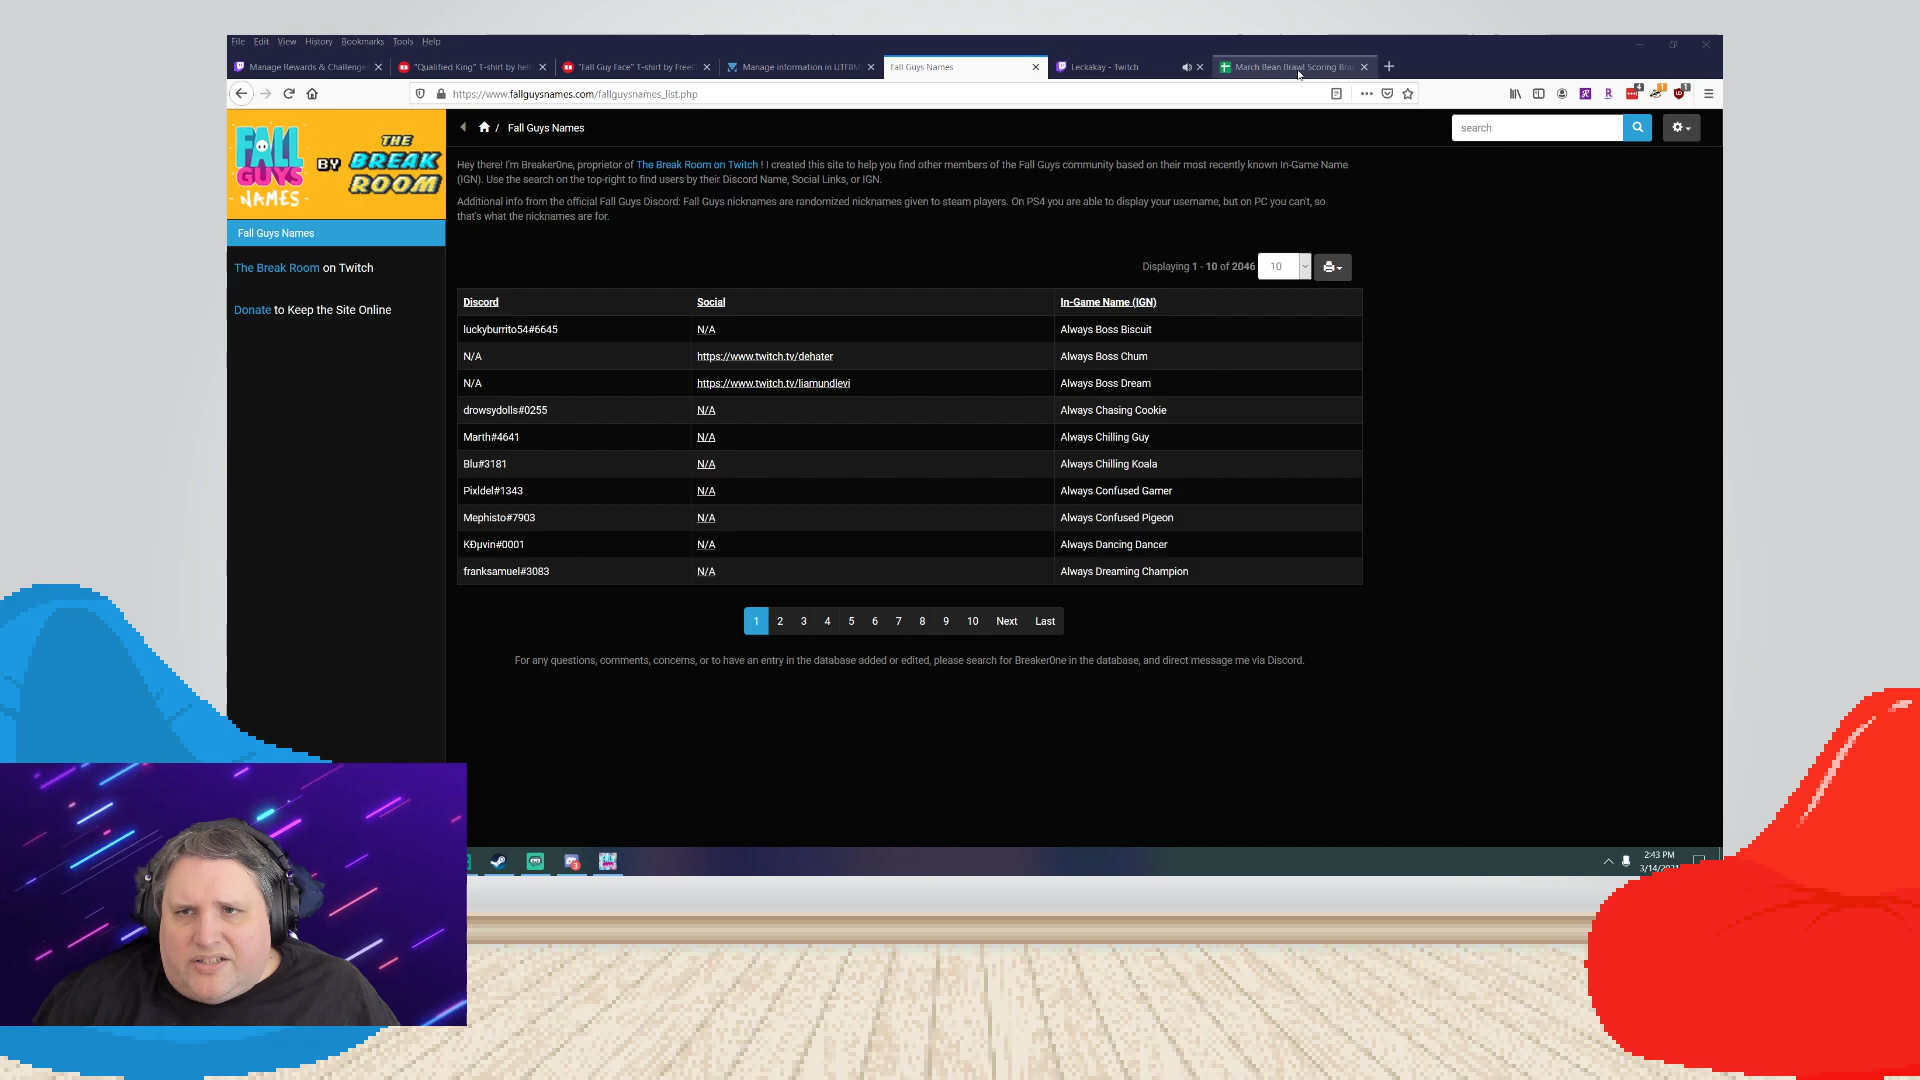 File Edit View History Bookmarks Tools Help
Manage Rewards & Challenge
"Qualified King" T-shirt by hel
"Fall Guy Face" T-shirt by Free
Manage information in UTFBM
Fall Guys Names
Leckakay - Twitch
March Bean Brawl Scoring Bra
https://www.fallguysnames.com/fallguysnames_list.php
FALL GUYS NAMES BY THE BREAK ROOM
/ Fall Guys Names
search
Hey there! I'm Breaker0ne, proprietor of The Break Room on Twitch ! I created this site to help you find other members of the Fall Guys community based on their most recently known In-Game Name
(IGN). Use the search on the top-right to find users by their Discord Name, Social Links, or IGN.
Additional info from the official Fall Guys Discord: Fall Guys nicknames are randomized nicknames given to steam players. On PS4 you are able to display your username, but on PC you can't, so
that's what the nicknames are for.
Fall Guys Names
The Break Room on Twitch
Donate to Keep the Site Online
Displaying 1 - 10 of 2046 10
Discord Social In-Game Name (IGN)
luckyburrito54#6645 N/A Always Boss Biscuit
N/A https://www.twitch.tv/dehater Always Boss Chum
N/A https://www.twitch.tv/liamundlevi Always Boss Dream
drowsydolls#0255 N/A Always Chasing Cookie
Marth#4641 N/A Always Chilling Guy
Blu#3181 N/A Always Chilling Koala
Pixldel#1343 N/A Always Confused Gamer
Mephisto#7903 N/A Always Confused Pigeon
KĐμvin#0001 N/A Always Dancing Dancer
franksamuel#3083 N/A Always Dreaming Champion
1 2 3 4 5 6 7 8 9 10 Next Last
For any questions, comments, concerns, or to have an entry in the database added or edited, please search for Breaker0ne in the database, and direct message me via Discord.
2:43 PM